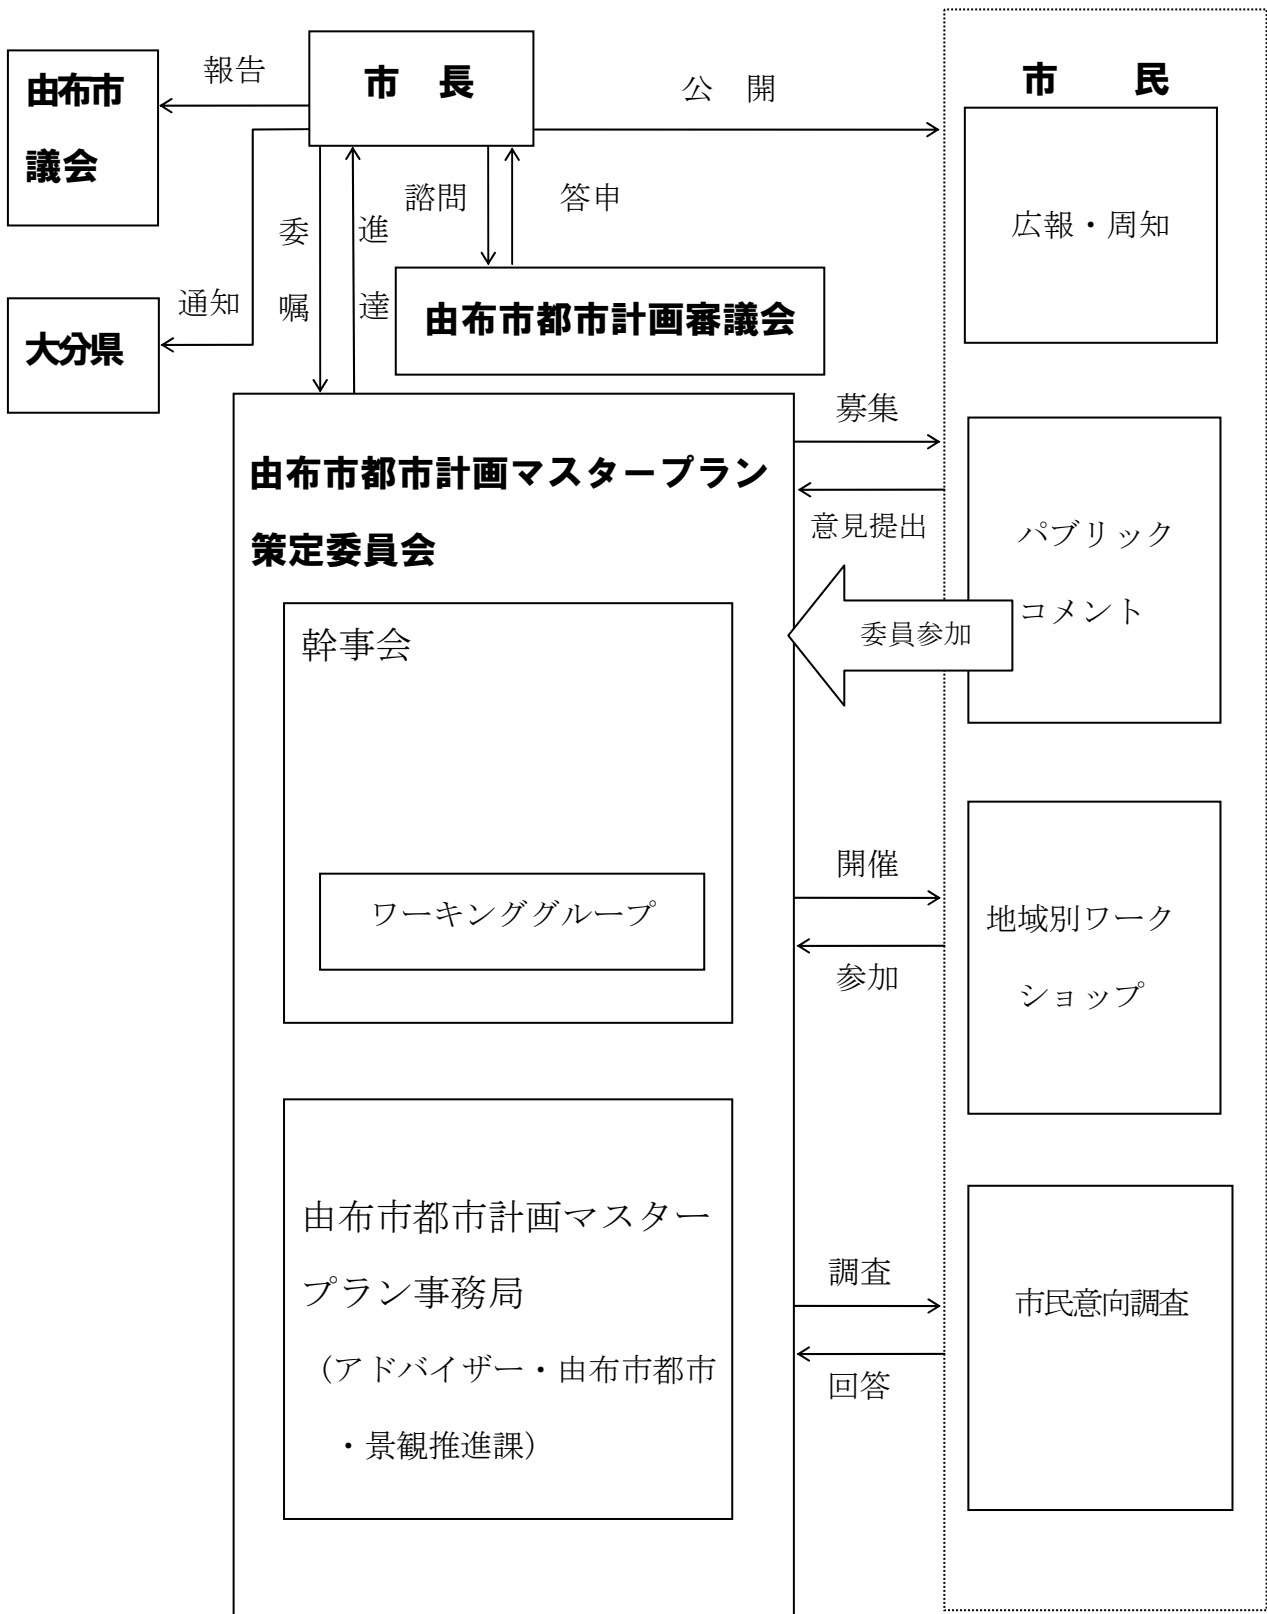 由布市
議会
報告
市　長
公　開
市　　民
広報・周知
通知
大分県
委
嘱
進
達
諮問
答申
由布市都市計画審議会
由布市都市計画マスタープラン
策定委員会
募集
意見提出
パブリック
コメント
委員参加
幹事会
ワーキンググループ
開催
参加
地域別ワーク
ショップ
由布市都市計画マスター
プラン事務局
（アドバイザー・由布市都市
・景観推進課）
調査
回答
市民意向調査